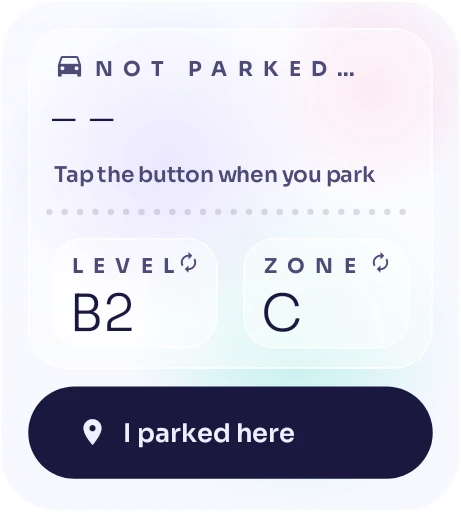 NOT PARKED…
— —
Tap the button when you park
LEVEL
B2
ZONE
C
I parked here